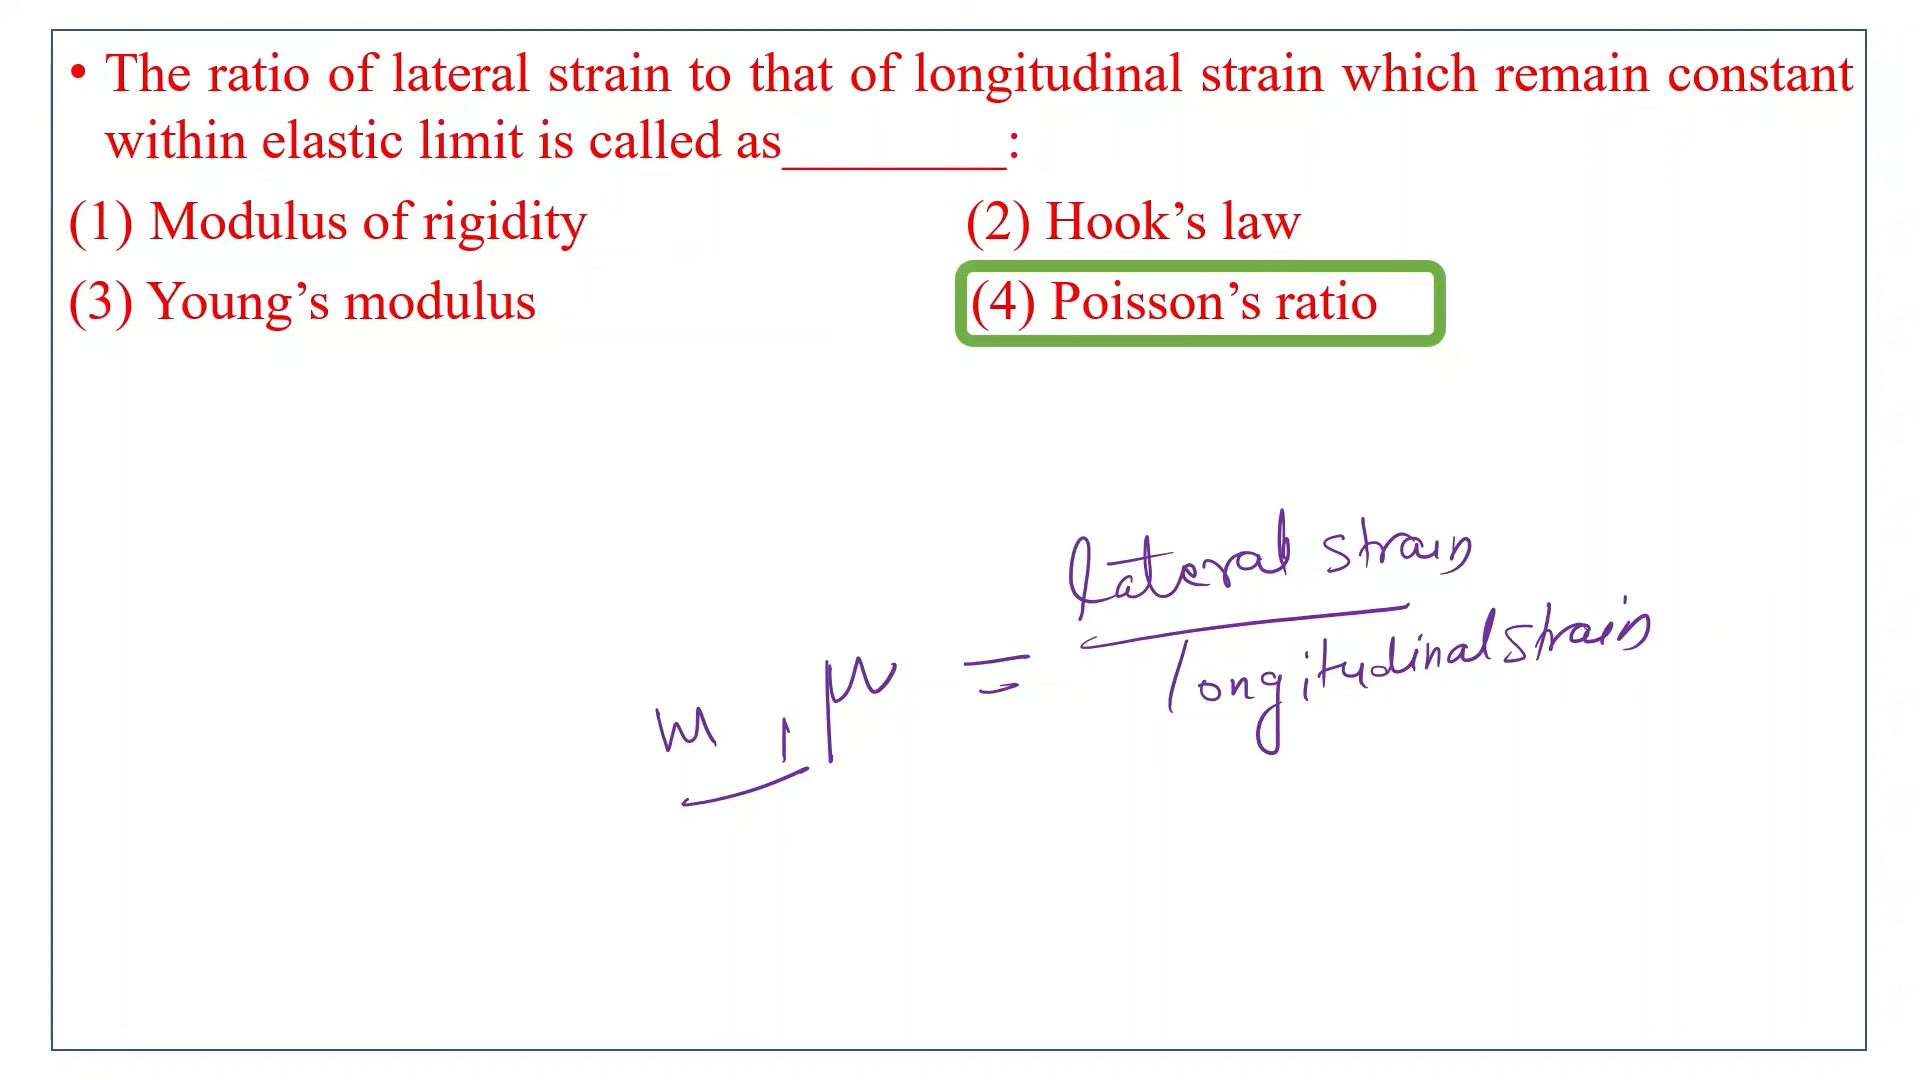 • The ratio of lateral strain to that of longitudinal strain which remain constant
within elastic limit is called as________:
(1) Modulus of rigidity (2) Hook’s law
(3) Young’s modulus (4) Poisson’s ratio
lateral strain
m , μ =
longitudinal strain